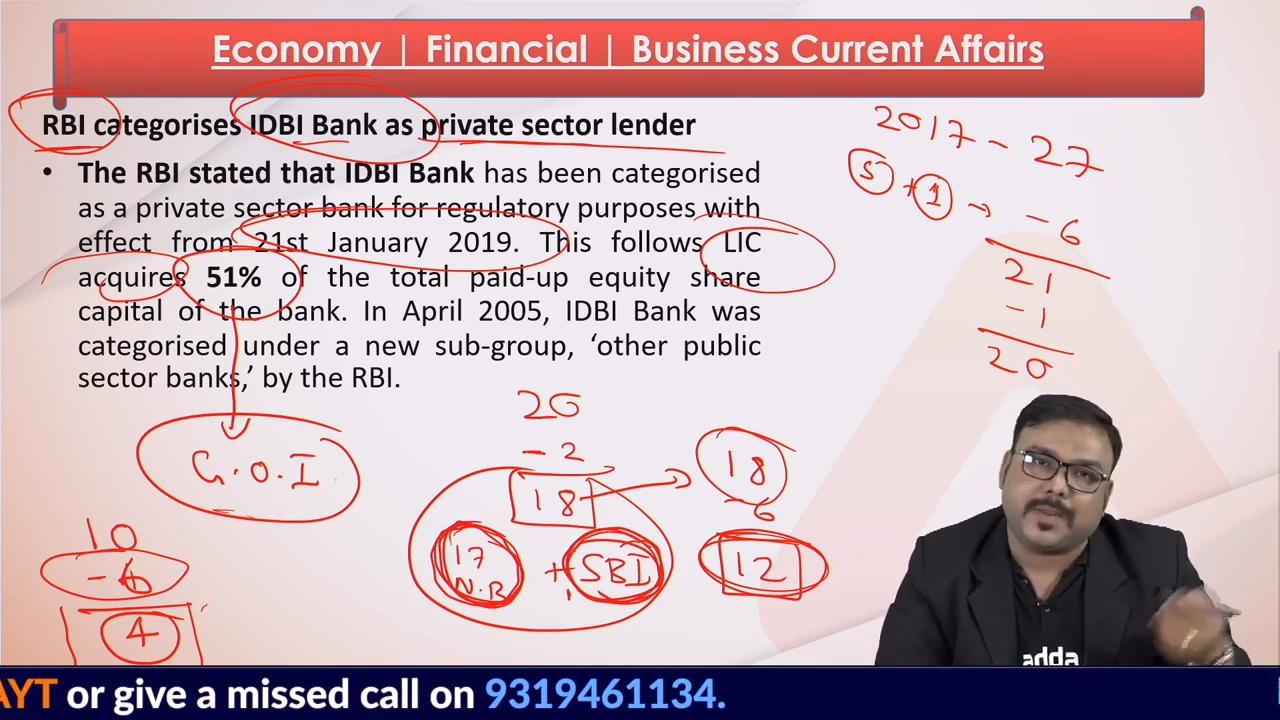 Economy | Financial | Business Current Affairs
RBI categorises IDBI Bank as private sector lender
• The RBI stated that IDBI Bank has been categorised
as a private sector bank for regulatory purposes with
effect from 21st January 2019. This follows LIC
acquires 51% of the total paid-up equity share
capital of the bank. In April 2005, IDBI Bank was
categorised under a new sub-group, ‘other public
sector banks,’ by the RBI.
2017 - 27
5 + 1 → - 6
21
- 1
20
G.O.I
10
- 6
4
20
- 2
18 → 18
- 6
17 N.B + SBI
12
adda
AYT or give a missed call on 9319461134.